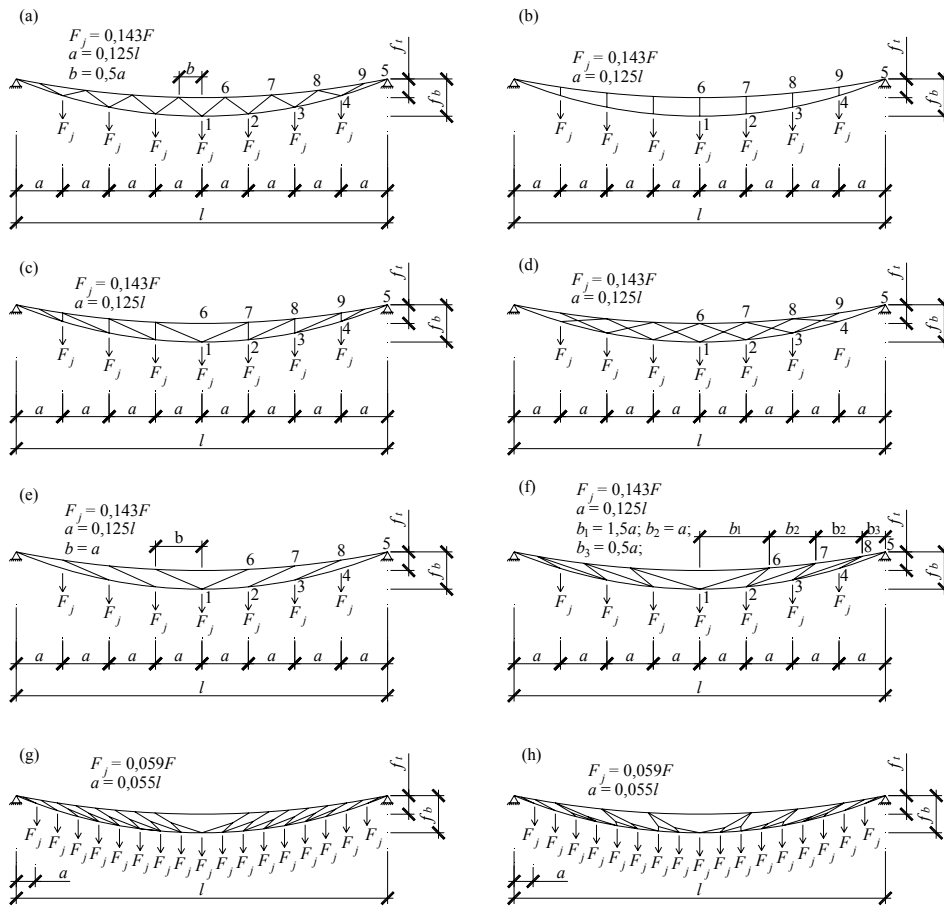 (a)
F_j = 0,143F
a = 0,125l
b = 0,5a
b
6 7 8 9 5
1 2 3 4
F_j F_j F_j F_j F_j F_j F_j
f_t
f_b
a a a a a a a a
l
(b)
F_j = 0,143F
a = 0,125l
6 7 8 9 5
1 2 3 4
F_j F_j F_j F_j F_j F_j F_j
f_t
f_b
a a a a a a a a
l
(c)
F_j = 0,143F
a = 0,125l
6 7 8 9 5
1 2 3 4
F_j F_j F_j F_j F_j F_j F_j
f_t
f_b
a a a a a a a a
l
(d)
F_j = 0,143F
a = 0,125l
6 7 8 9 5
1 2 3 4
F_j F_j F_j F_j F_j F_j F_j
f_t
f_b
a a a a a a a a
l
(e)
F_j = 0,143F
a = 0,125l
b = a
b
6 7 8 5
1 2 3 4
F_j F_j F_j F_j F_j F_j F_j
f_t
f_b
a a a a a a a a
l
(f)
F_j = 0,143F
a = 0,125l
b₁ = 1,5a; b₂ = a;
b₃ = 0,5a;
b₁ b₂ b₂ b₃
6 7 8 5
1 2 3 4
F_j F_j F_j F_j F_j F_j F_j
f_t
f_b
a a a a a a a a
l
(g)
F_j = 0,059F
a = 0,055l
F_j F_j F_j F_j F_j F_j F_j F_j F_j F_j F_j F_j F_j F_j F_j F_j F_j
f_t
f_b
a
l
(h)
F_j = 0,059F
a = 0,055l
F_j F_j F_j F_j F_j F_j F_j F_j F_j F_j F_j F_j F_j F_j F_j F_j F_j
f_t
f_b
a
l